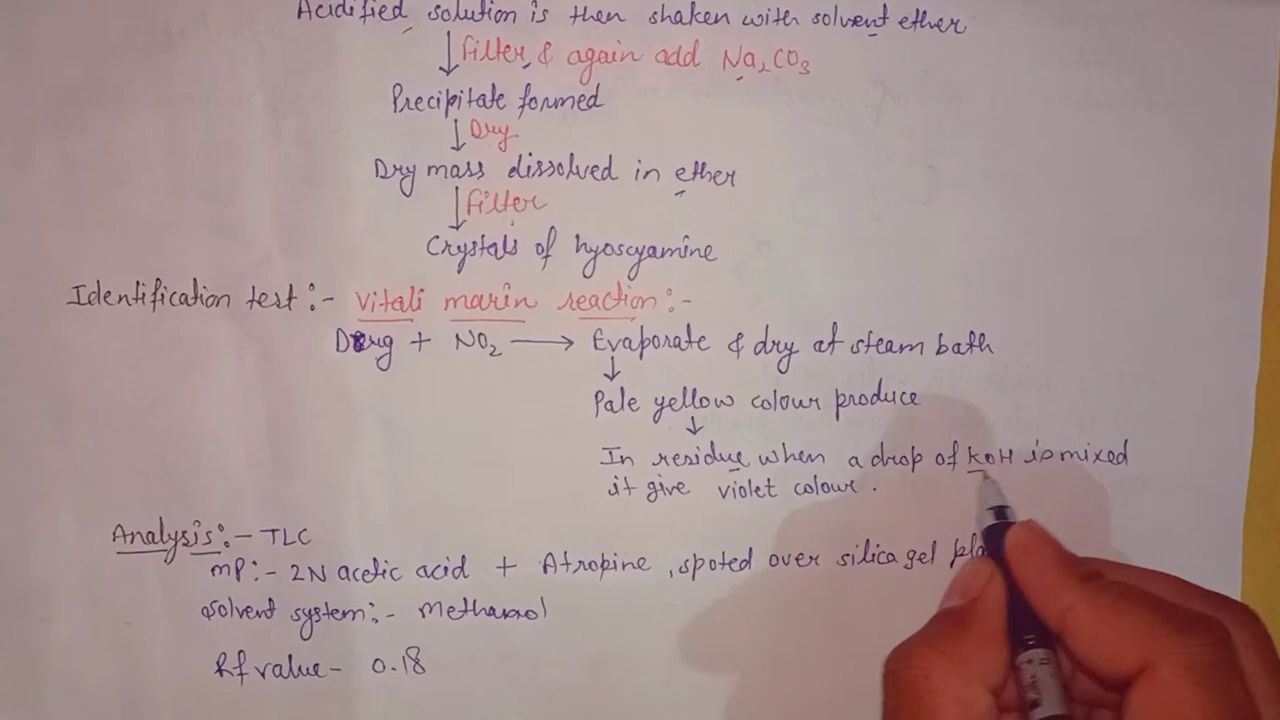 Acidified solution is then shaken with solvent ether
↓ Filter & again add Na₂CO₃
Precipitate formed
↓ Dry
Dry mass dissolved in ether
↓ Filter
Crystals of hyoscyamine
Identification test:- Vitali marin reaction:-
Drug + NO₂ → Evaporate & dry at steam bath
↓
Pale yellow colour produce
↓
In residue when a drop of KOH is mixed
it give violet colour.
Analysis:- TLC
mp:- 2N acetic acid + Atropine, spoted over silica gel
solvent system:- Methanol
Rf value- 0.18